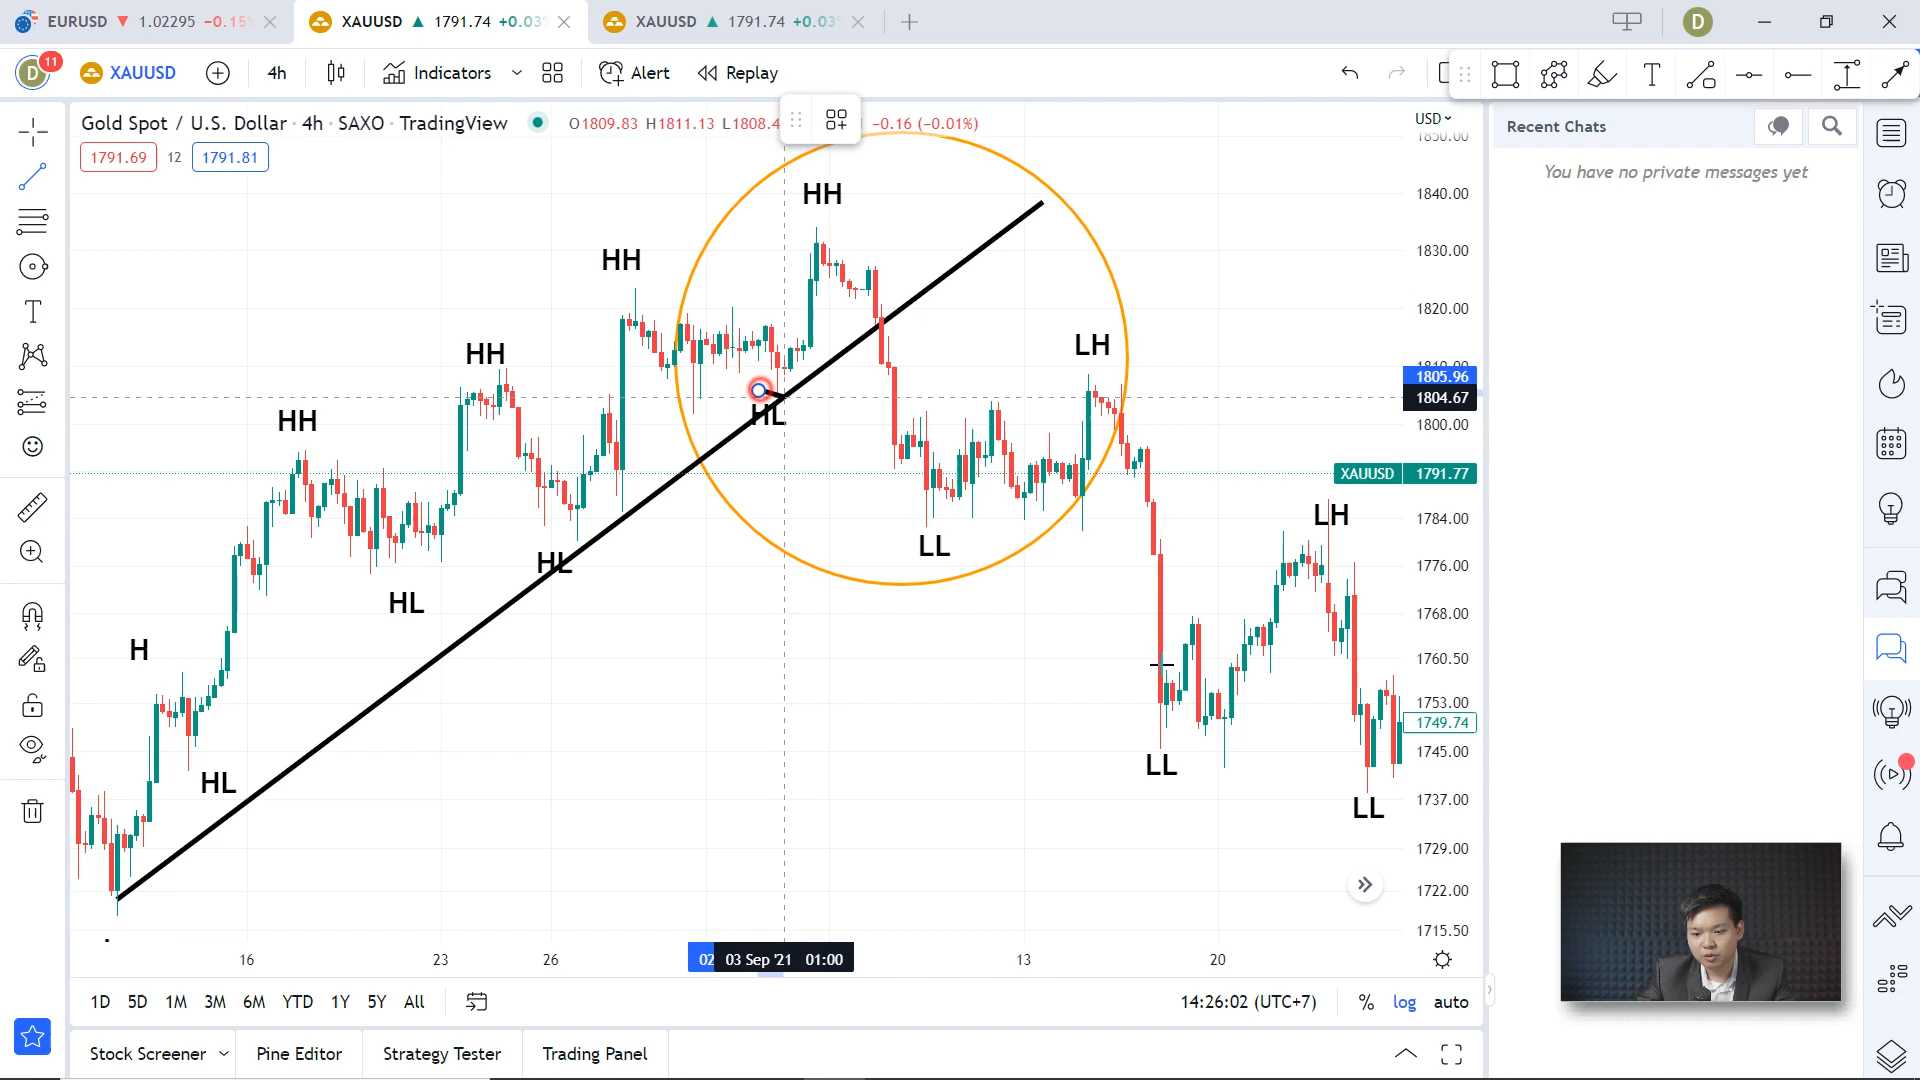 EURUSD ▼ 1.02295 −0.15
XAUUSD ▲ 1791.74 +0.03
XAUUSD ▲ 1791.74 +0.03
D
D 11
XAUUSD
4h
Indicators
Alert
Replay
T
Gold Spot / U.S. Dollar · 4h · SAXO · TradingView
O1809.83 H1811.13 L1808.4
−0.16 (−0.01%)
USD
Recent Chats
1791.69 12 1791.81
You have no private messages yet
T
HH
HH
HH
HH
H
HL
HL
HL
HL
LH
LL
LH
LL
LL
1840.00
1830.00
1820.00
1805.96
1804.67
1800.00
XAUUSD 1791.77
1784.00
1776.00
1768.00
1760.50
1753.00
1749.74
1745.00
1737.00
1729.00
1722.00
1715.50
16 23 26 02 03 Sep '21 01:00 13 20
1D 5D 1M 3M 6M YTD 1Y 5Y All
14:26:02 (UTC+7) % log auto
Stock Screener Pine Editor Strategy Tester Trading Panel